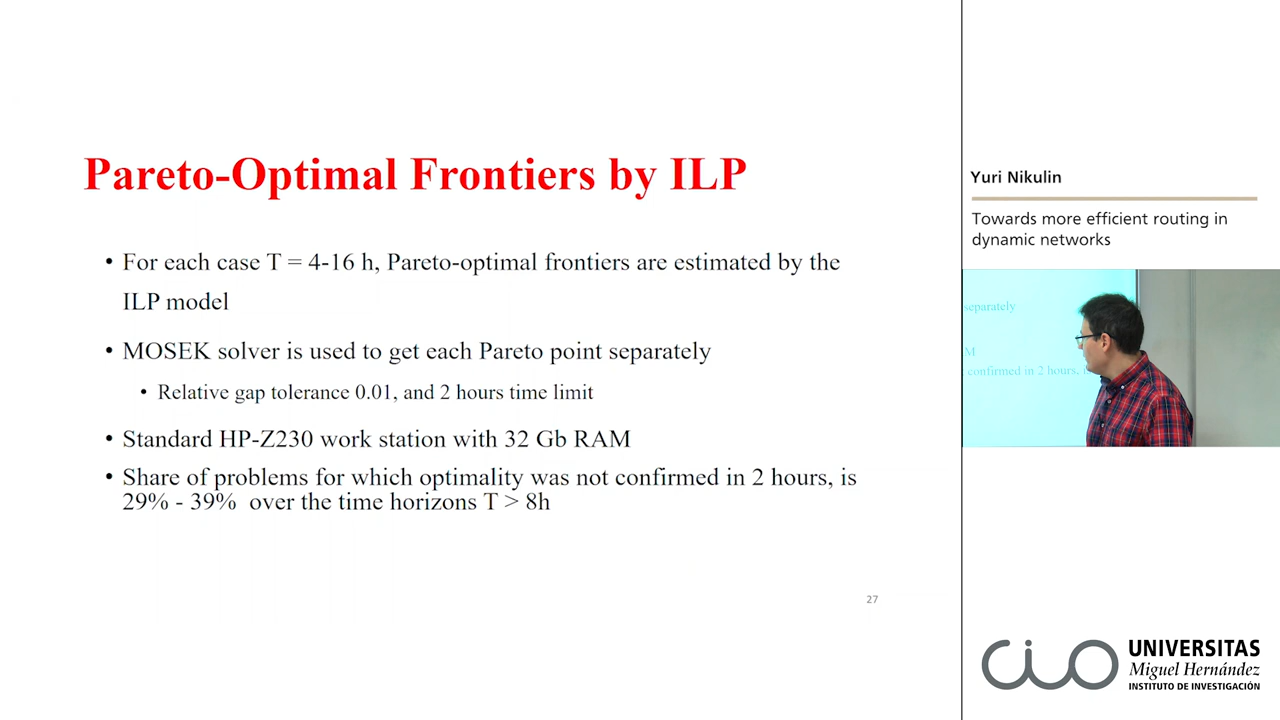 Pareto-Optimal Frontiers by ILP
• For each case T = 4-16 h, Pareto-optimal frontiers are estimated by the
ILP model
• MOSEK solver is used to get each Pareto point separately
• Relative gap tolerance 0.01, and 2 hours time limit
• Standard HP-Z230 work station with 32 Gb RAM
• Share of problems for which optimality was not confirmed in 2 hours, is
29% - 39% over the time horizons T > 8h
27
Yuri Nikulin
Towards more efficient routing in
dynamic networks
separately
M
confirmed in 2 hours,
CIO
UNIVERSITAS
Miguel Hernández
INSTITUTO DE INVESTIGACIÓN